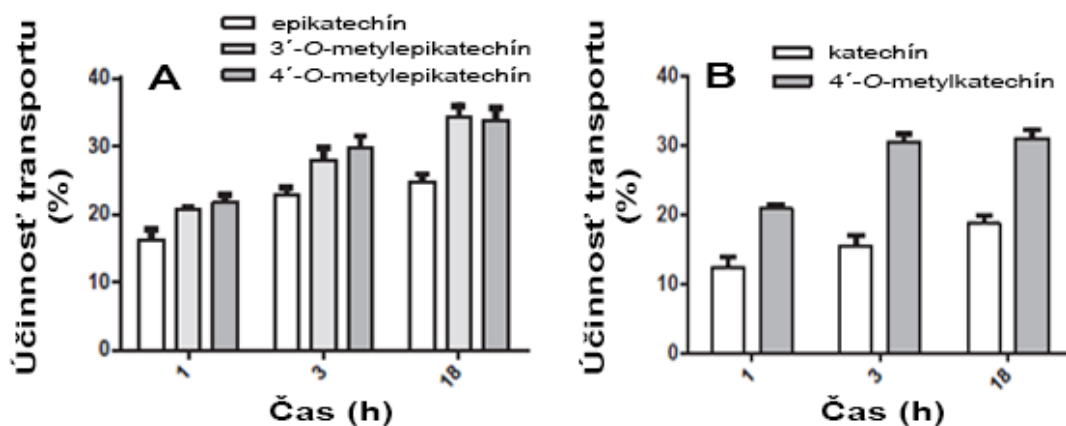 epikatechín
3´-O-metylepikatechín
4´-O-metylepikatechín
A
Účinnosť transportu
(%)
40
30
20
10
0
1
3
18
Čas (h)
katechín
4´-O-metylkatechín
B
Účinnosť transportu
(%)
40
30
20
10
0
1
3
18
Čas (h)